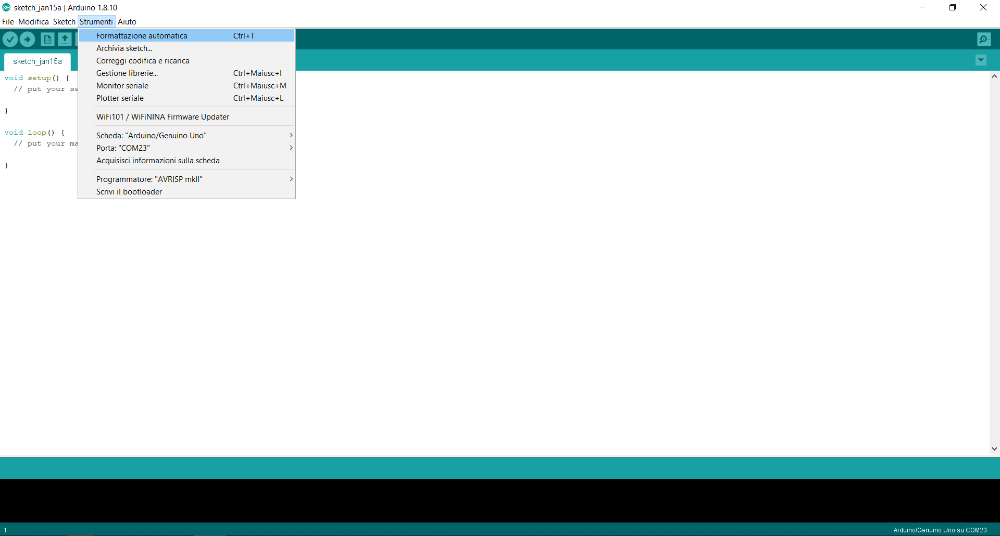 sketch_jan15a | Arduino 1.8.10
File Modifica Sketch Strumenti Aiuto
Formattazione automatica Ctrl+T
Archivia sketch...
Correggi codifica e ricarica
Gestione librerie... Ctrl+Maiusc+I
Monitor seriale Ctrl+Maiusc+M
Plotter seriale Ctrl+Maiusc+L
WiFi101 / WiFiNINA Firmware Updater
Scheda: "Arduino/Genuino Uno"
Porta: "COM23"
Acquisisci informazioni sulla scheda
Programmatore: "AVRISP mkII"
Scrivi il bootloader
sketch_jan15a
void setup() {
// put your se
}
void loop() {
// put your ma
}
1
Arduino/Genuino Uno su COM23